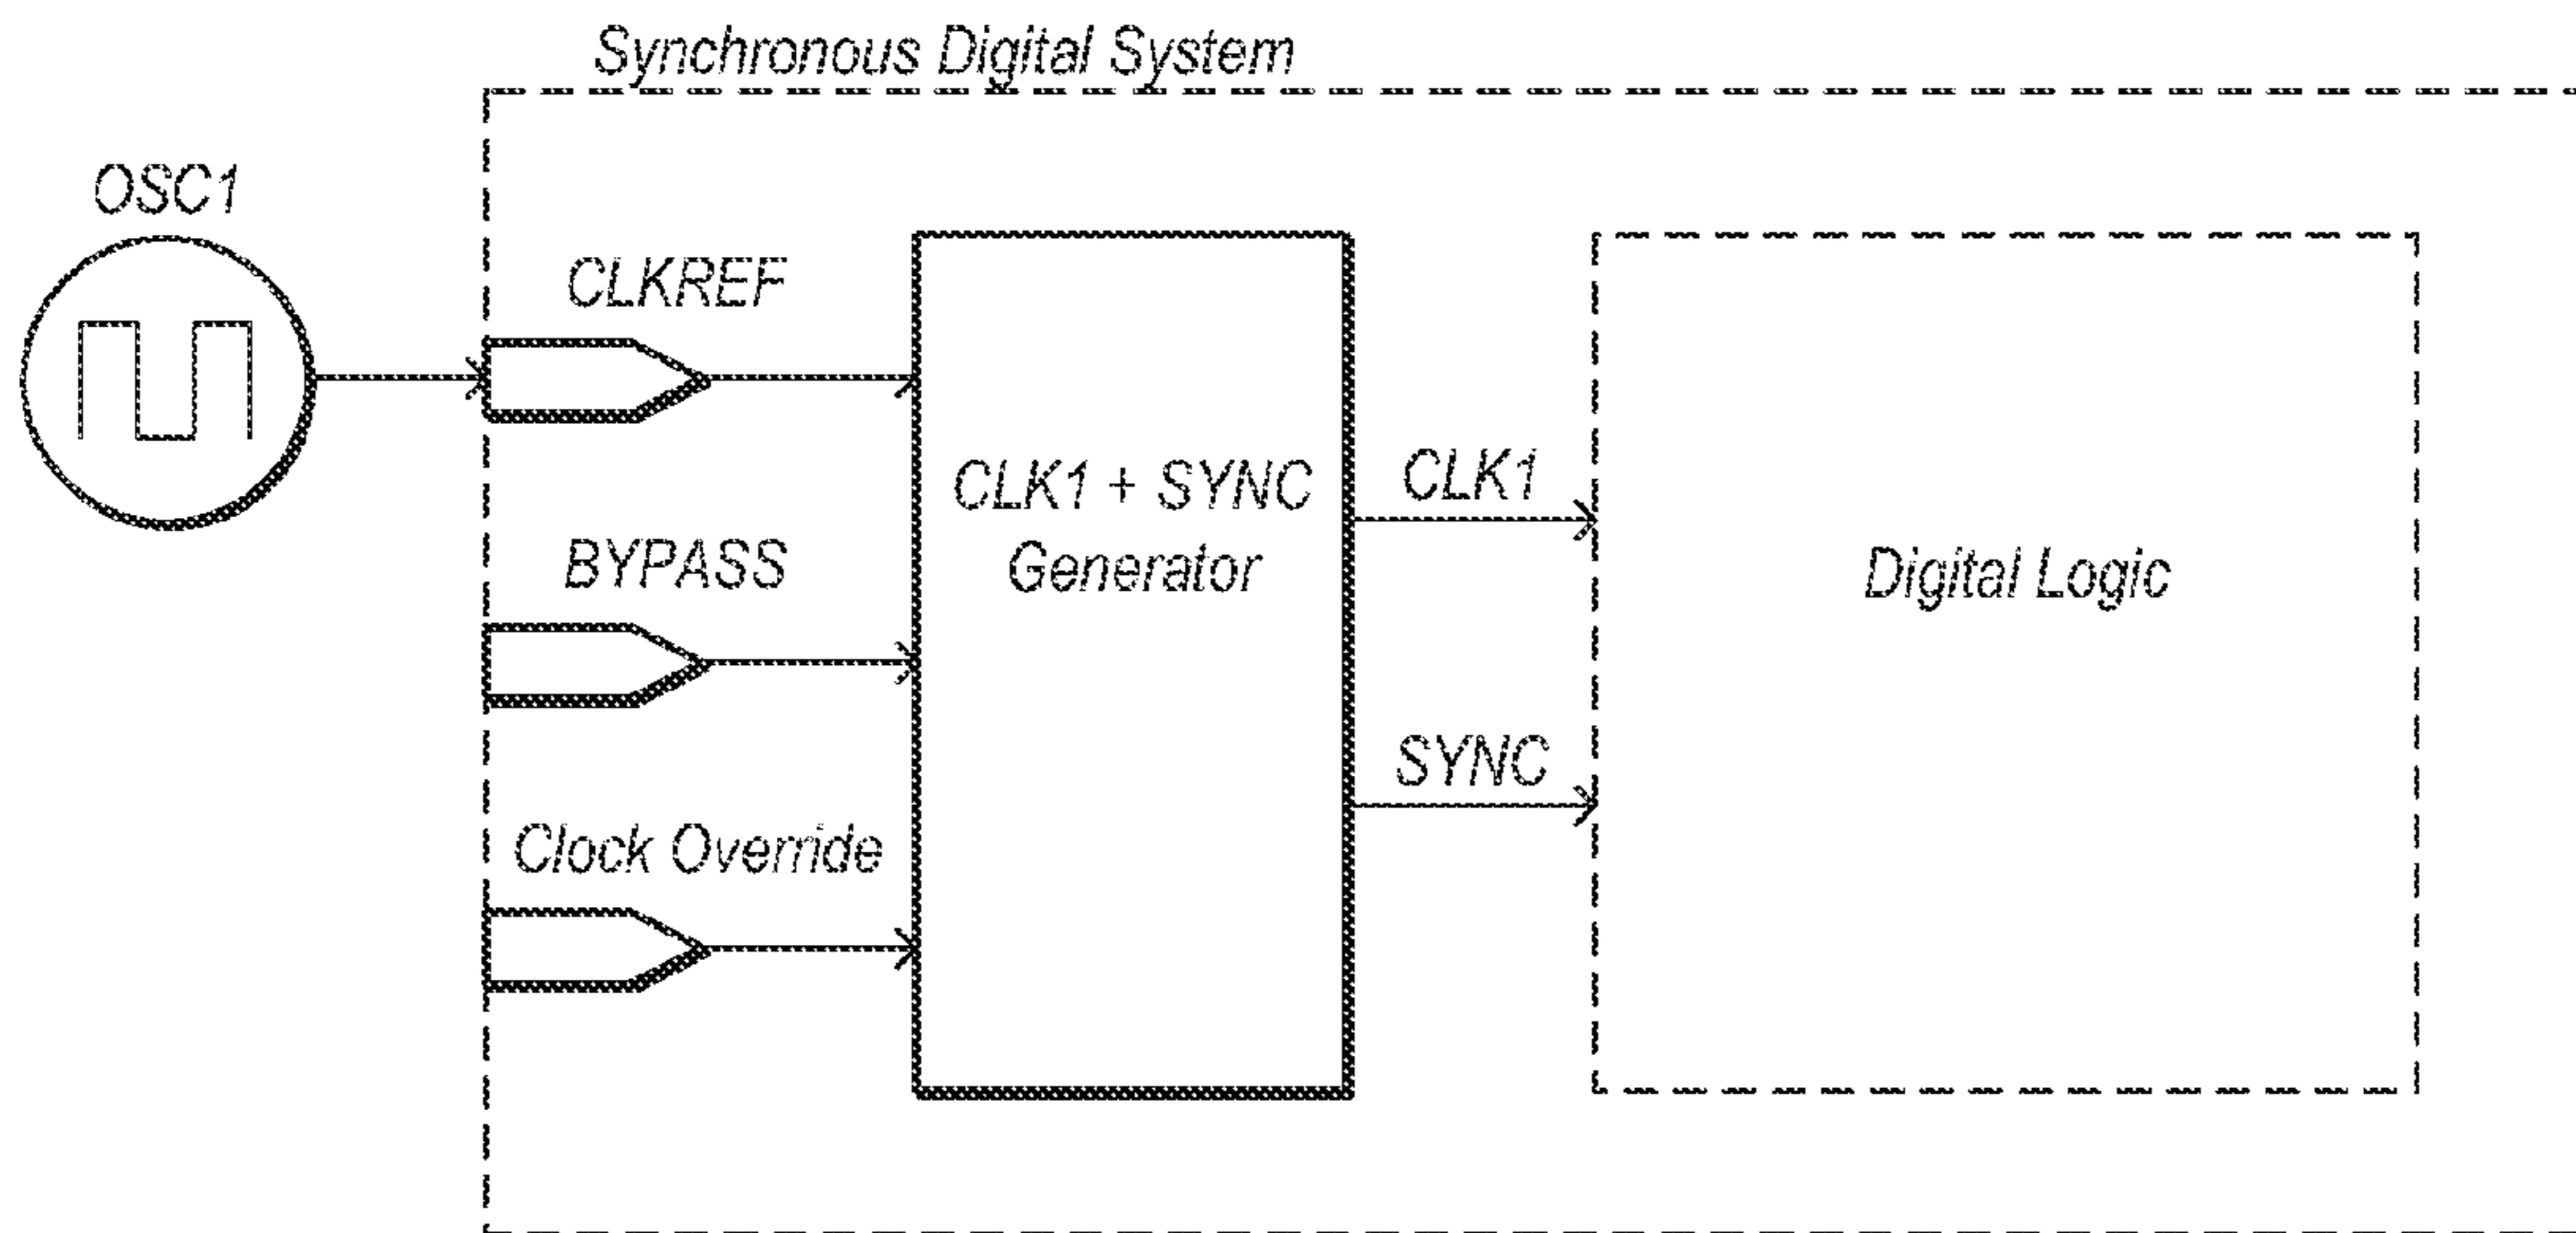 Synchronous Digital System
OSC1
CLKREF
BYPASS
Clock Override
CLK1 + SYNC
Generator
CLK1
SYNC
Digital Logic